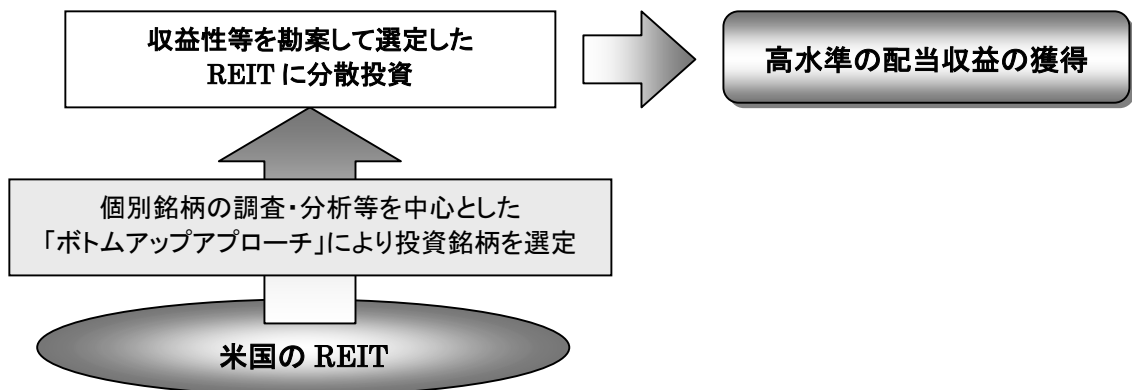 収益性等を勘案して選定した
REIT に分散投資
高水準の配当収益の獲得
個別銘柄の調査・分析等を中心とした
「ボトムアップアプローチ」により投資銘柄を選定
米国の REIT